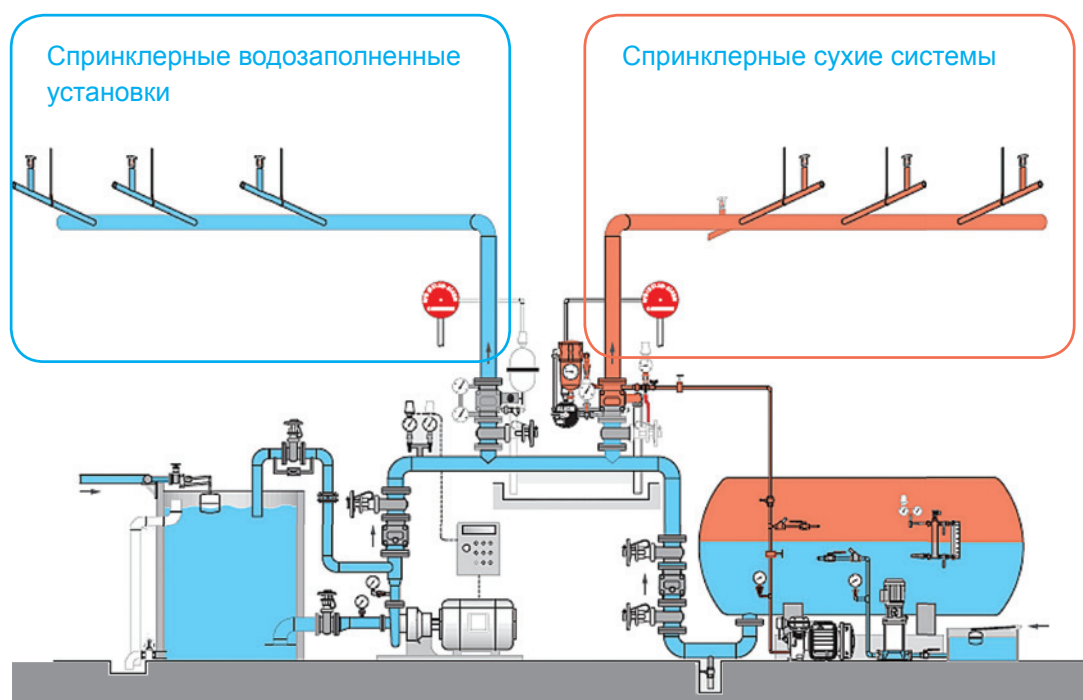 Спринклерные водозаполненные
установки
Спринклерные сухие системы